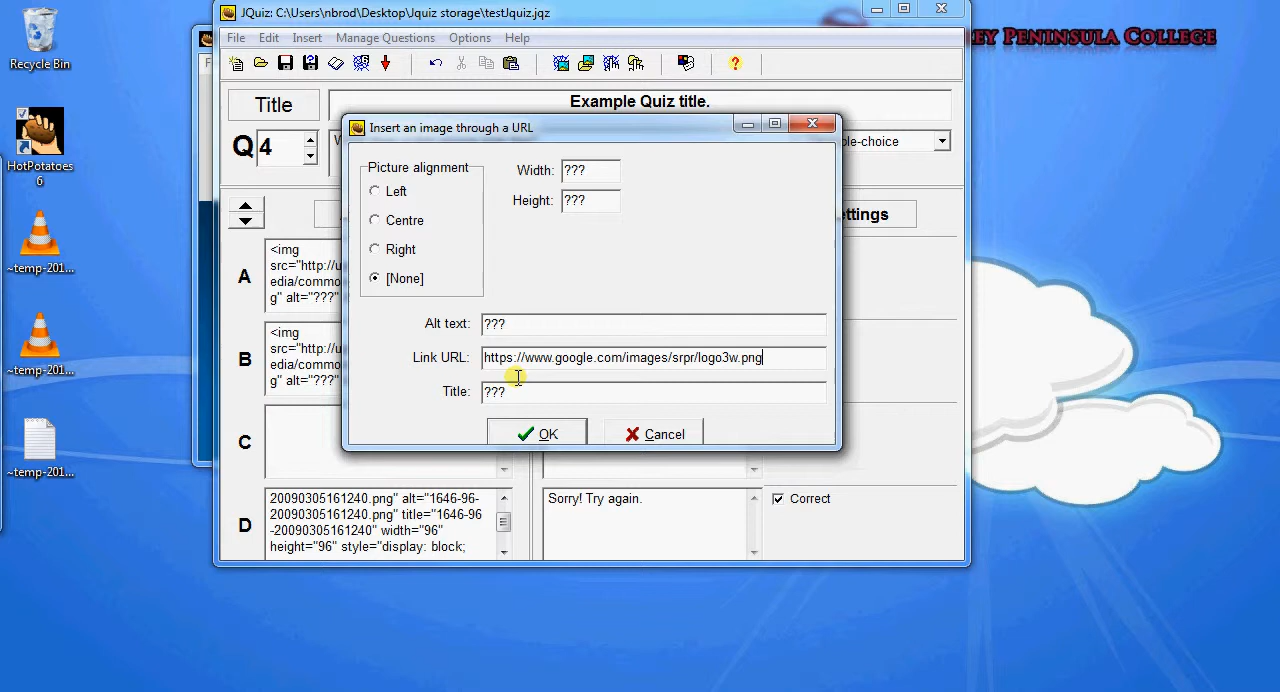 Recycle Bin
HotPotatoes
6
~temp-201...
~temp-201...
~temp-201...
EY PENINSULA COLLEGE
JQuiz: C:\Users\nbrod\Desktop\Jquiz storage\testJquiz.jqz
File Edit Insert Manage Questions Options Help
Title
Example Quiz title.
Q 4
ple-choice
ettings
A
<img
src="http://u
edia/commo
g" alt="???"
B
<img
src="http://u
edia/commo
g" alt="???"
C
D
20090305161240.png" alt="1646-96-
20090305161240.png" title="1646-96
-20090305161240" width="96"
height="96" style="display: block;
Sorry! Try again.
Correct
Insert an image through a URL
Picture alignment
Left
Centre
Right
[None]
Width: ???
Height: ???
Alt text: ???
Link URL: https://www.google.com/images/srpr/logo3w.png
Title: ???
OK
Cancel